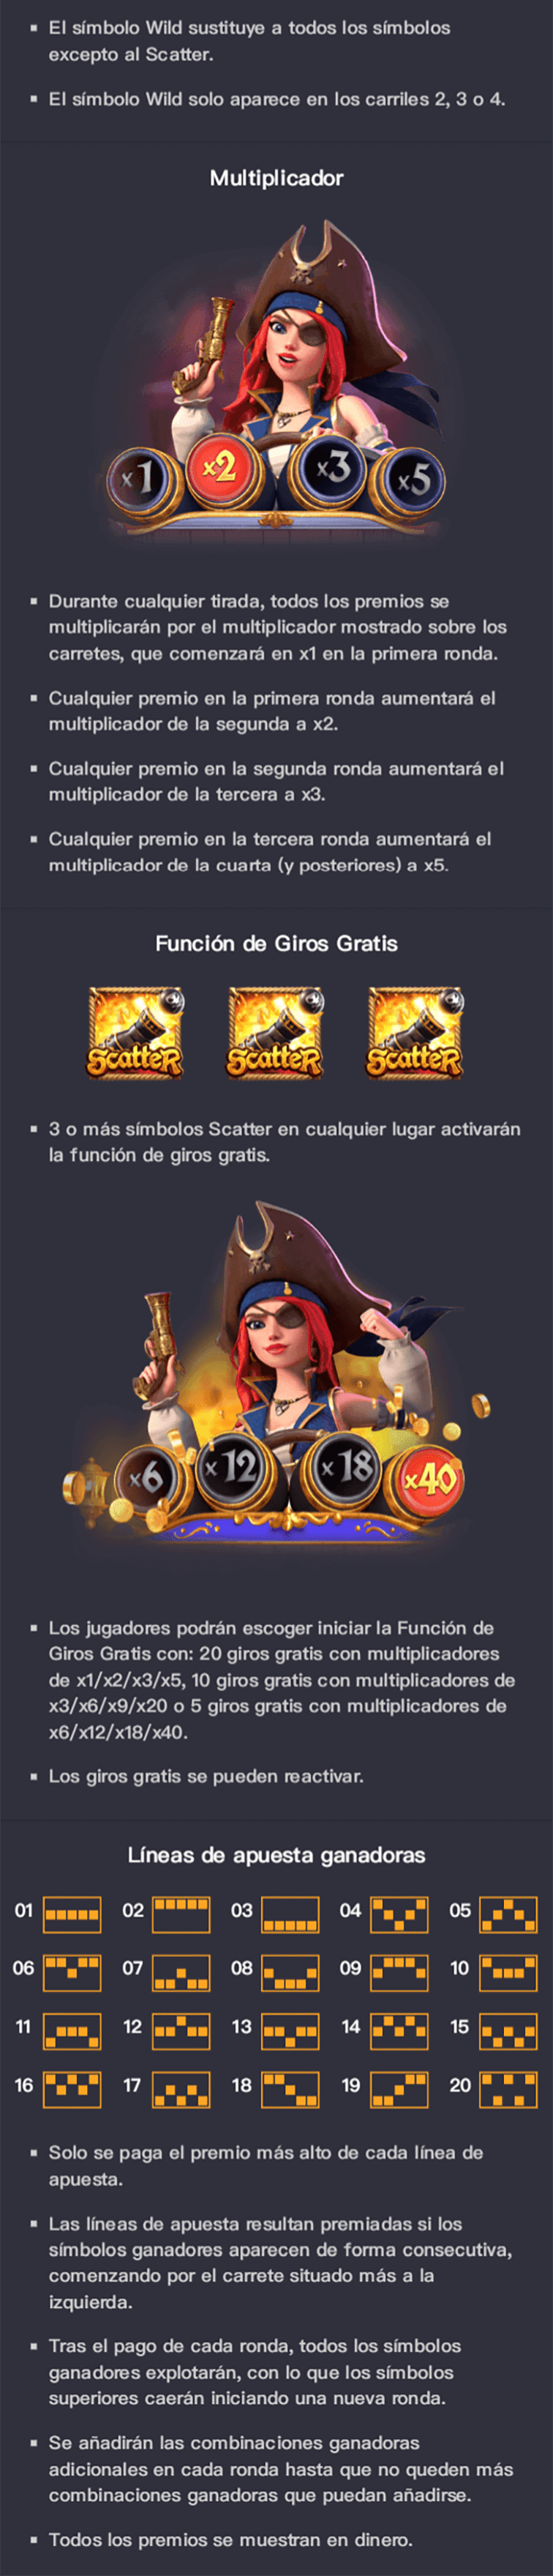 ▪ El símbolo Wild sustituye a todos los símbolos
excepto al Scatter.
▪ El símbolo Wild solo aparece en los carriles 2, 3 o 4.
Multiplicador
x1 x2 x3 x5
▪ Durante cualquier tirada, todos los premios se
multiplicarán por el multiplicador mostrado sobre los
carretes, que comenzará en x1 en la primera ronda.
▪ Cualquier premio en la primera ronda aumentará el
multiplicador de la segunda a x2.
▪ Cualquier premio en la segunda ronda aumentará el
multiplicador de la tercera a x3.
▪ Cualquier premio en la tercera ronda aumentará el
multiplicador de la cuarta (y posteriores) a x5.
Función de Giros Gratis
Scatter Scatter Scatter
▪ 3 o más símbolos Scatter en cualquier lugar activarán
la función de giros gratis.
x6 x12 x18 x40
▪ Los jugadores podrán escoger iniciar la Función de
Giros Gratis con: 20 giros gratis con multiplicadores
de x1/x2/x3/x5, 10 giros gratis con multiplicadores de
x3/x6/x9/x20 o 5 giros gratis con multiplicadores de
x6/x12/x18/x40.
▪ Los giros gratis se pueden reactivar.
Líneas de apuesta ganadoras
01 02 03 04 05
06 07 08 09 10
11 12 13 14 15
16 17 18 19 20
▪ Solo se paga el premio más alto de cada línea de
apuesta.
▪ Las líneas de apuesta resultan premiadas si los
símbolos ganadores aparecen de forma consecutiva,
comenzando por el carrete situado más a la
izquierda.
▪ Tras el pago de cada ronda, todos los símbolos
ganadores explotarán, con lo que los símbolos
superiores caerán iniciando una nueva ronda.
▪ Se añadirán las combinaciones ganadoras
adicionales en cada ronda hasta que no queden más
combinaciones ganadoras que puedan añadirse.
▪ Todos los premios se muestran en dinero.